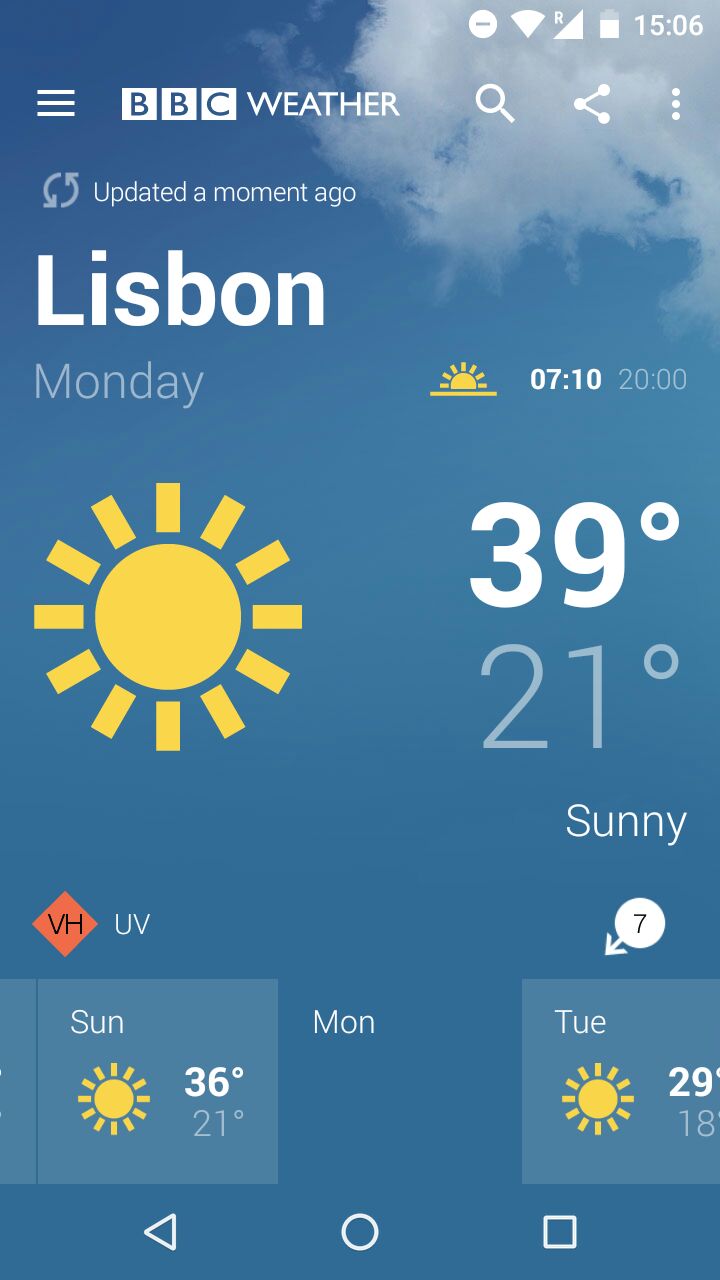 R 15:06
BBC WEATHER
Updated a moment ago
Lisbon
Monday
07:10 20:00
39°
21°
Sunny
VH UV
7
Sun
36°
21°
Mon
Tue
29°
18°